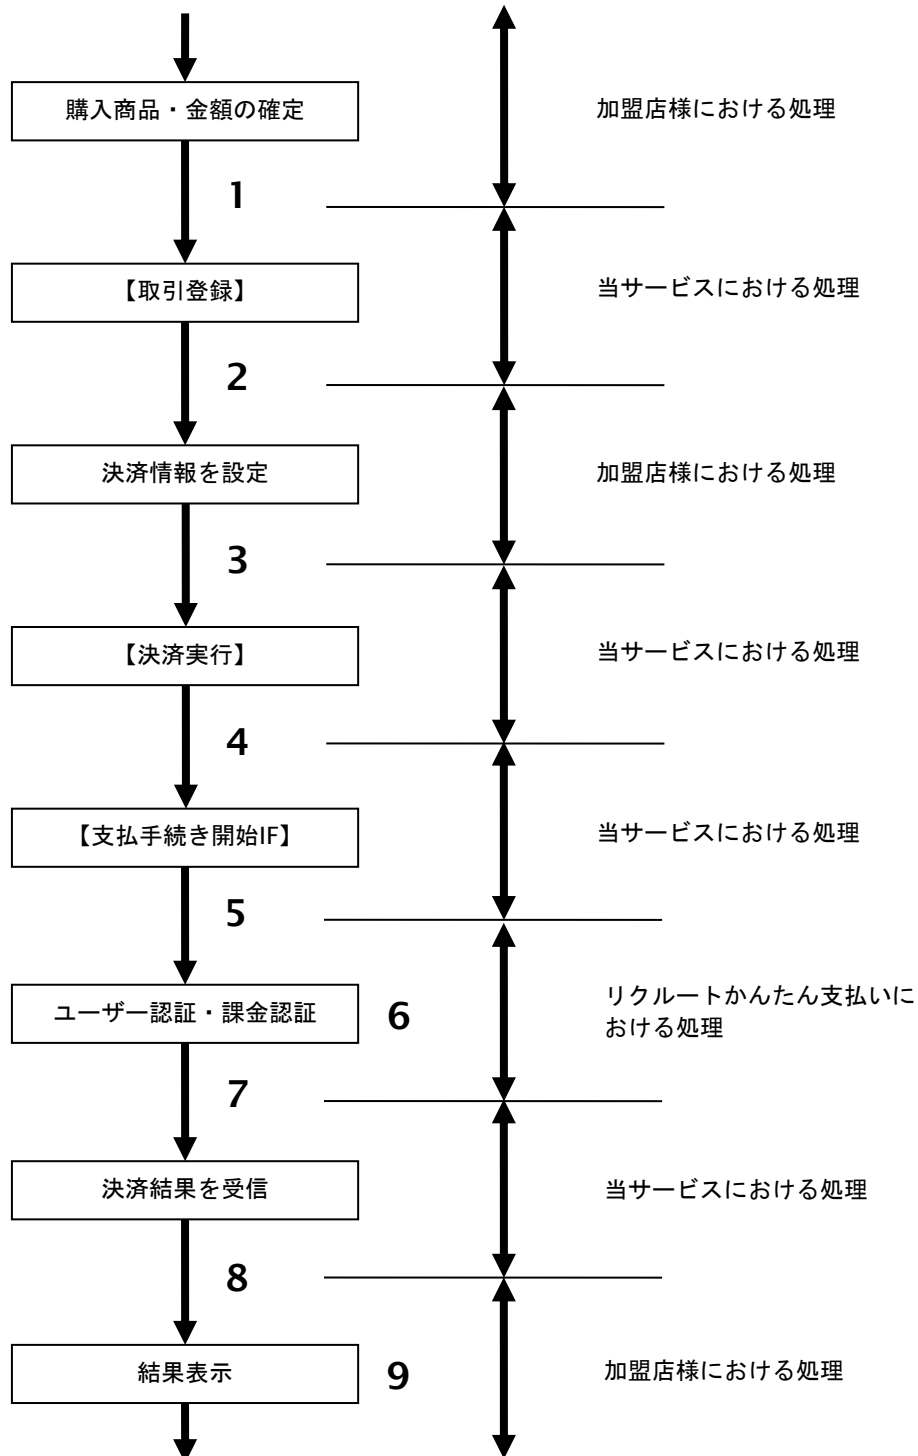 購入商品・金額の確定
加盟店様における処理
1
【取引登録】
当サービスにおける処理
2
決済情報を設定
加盟店様における処理
3
【決済実行】
当サービスにおける処理
4
【支払手続き開始IF】
当サービスにおける処理
5
ユーザー認証・課金認証
6
リクルートかんたん支払いに
おける処理
7
決済結果を受信
当サービスにおける処理
8
結果表示
9
加盟店様における処理